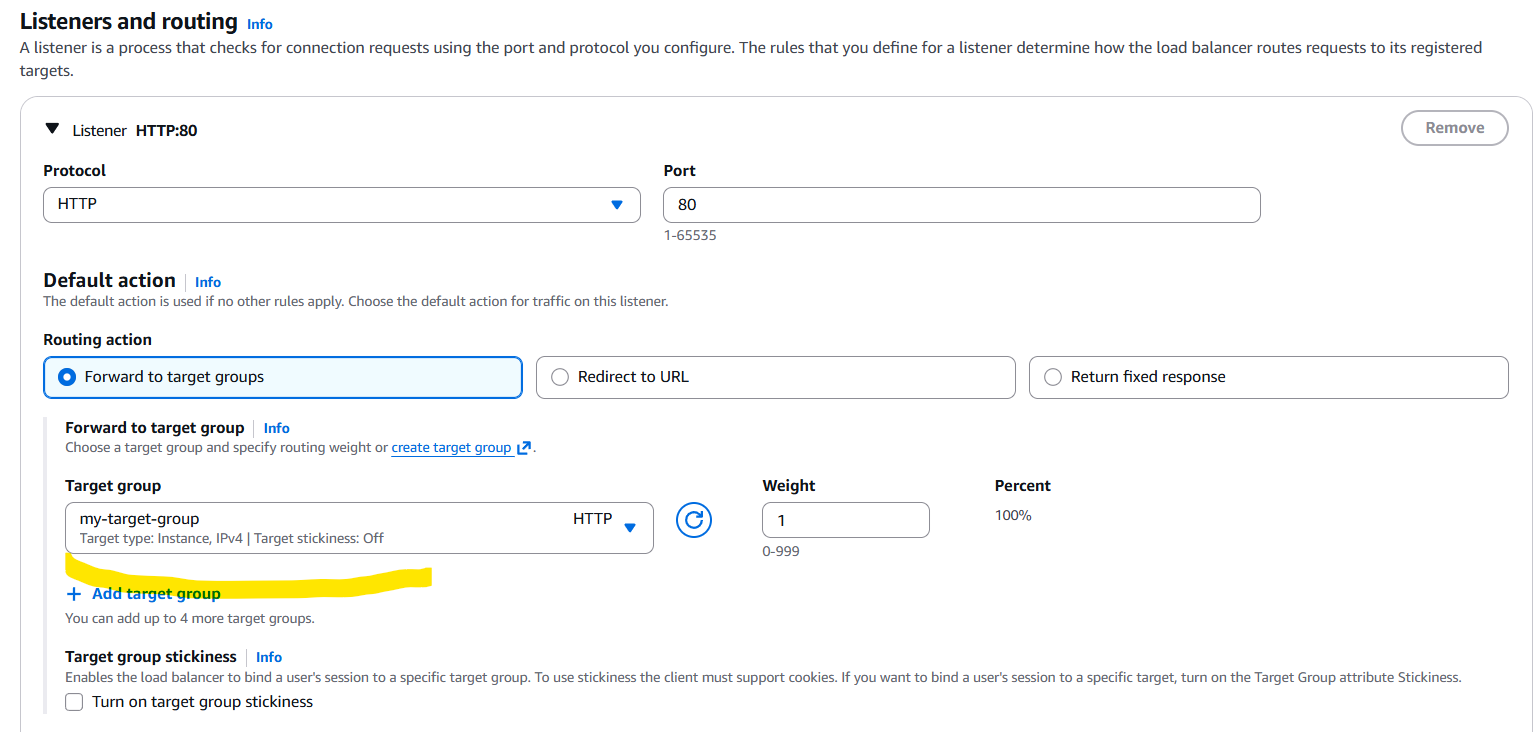 Listeners and routing Info
A listener is a process that checks for connection requests using the port and protocol you configure. The rules that you define for a listener determine how the load balancer routes requests to its registered
targets.
Listener HTTP:80
Remove
Protocol
Port
HTTP
80
1-65535
Default action Info
The default action is used if no other rules apply. Choose the default action for traffic on this listener.
Routing action
Forward to target groups
Redirect to URL
Return fixed response
Forward to target group Info
Choose a target group and specify routing weight or create target group .
Target group
Weight
Percent
my-target-group HTTP
Target type: Instance, IPv4 | Target stickiness: Off
1
100%
0-999
+ Add target group
You can add up to 4 more target groups.
Target group stickiness Info
Enables the load balancer to bind a user's session to a specific target group. To use stickiness the client must support cookies. If you want to bind a user's session to a specific target, turn on the Target Group attribute Stickiness.
Turn on target group stickiness